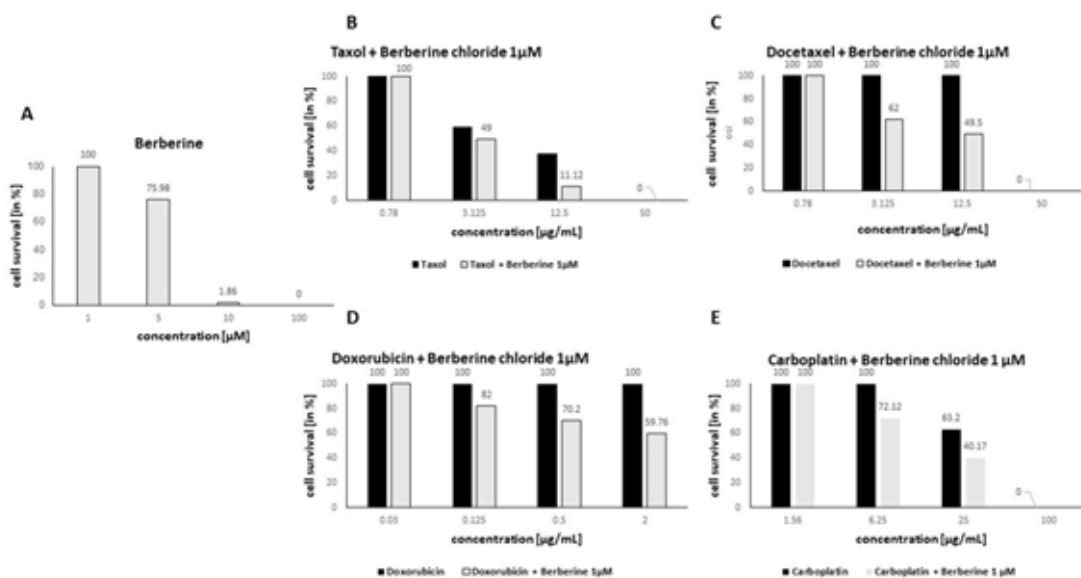 A
Berberine
cell survival [in %]
100
80
60
40
20
0
100
75.98
1.86
0
1
5
10
100
concentration [µM]
B
Taxol + Berberine chloride 1µM
cell survival [in %]
100
80
60
40
20
0
100
49
11.12
0
0.78
3.125
12.5
50
concentration [µg/mL]
Taxol
Taxol + Berberine 1µM
C
Docetaxel + Berberine chloride 1µM
cell survival [in %]
osi
100
80
60
40
20
0
100
100
100
62
100
49.5
0
0.78
3.125
12.5
50
concentration [µg/mL]
Docetaxel
Docetaxel + Berberine 1µM
D
Doxorubicin + Berberine chloride 1µM
cell survival [in %]
100
80
60
40
20
0
100
100
100
82
100
70.2
100
59.76
0.03
0.125
0.5
2
concentration [µg/mL]
Doxorubicin
Doxorubicin + Berberine 1µM
E
Carboplatin + Berberine chloride 1 µM
cell survival [in %]
100
80
60
40
20
0
100
100
100
72.12
63.2
40.17
0
1.56
6.25
25
100
concentration [µg/mL]
Carboplatin
Carboplatin + Berberine 1 µM